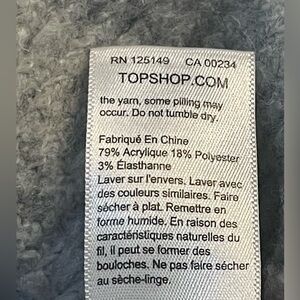 RN 125149 CA 00234
TOPSHOP.COM
the yarn, some pilling may
occur. Do not tumble dry.
Fabriqué En Chine
79% Acrylique 18% Polyester
3% Élasthanne
Laver sur l'envers. Laver avec
des couleurs similaires. Faire
sécher à plat. Remettre en
forme humide. En raison des
caractéristiques naturelles du
fil, il peut se former des
bouloches. Ne pas faire sécher
au sèche-linge.